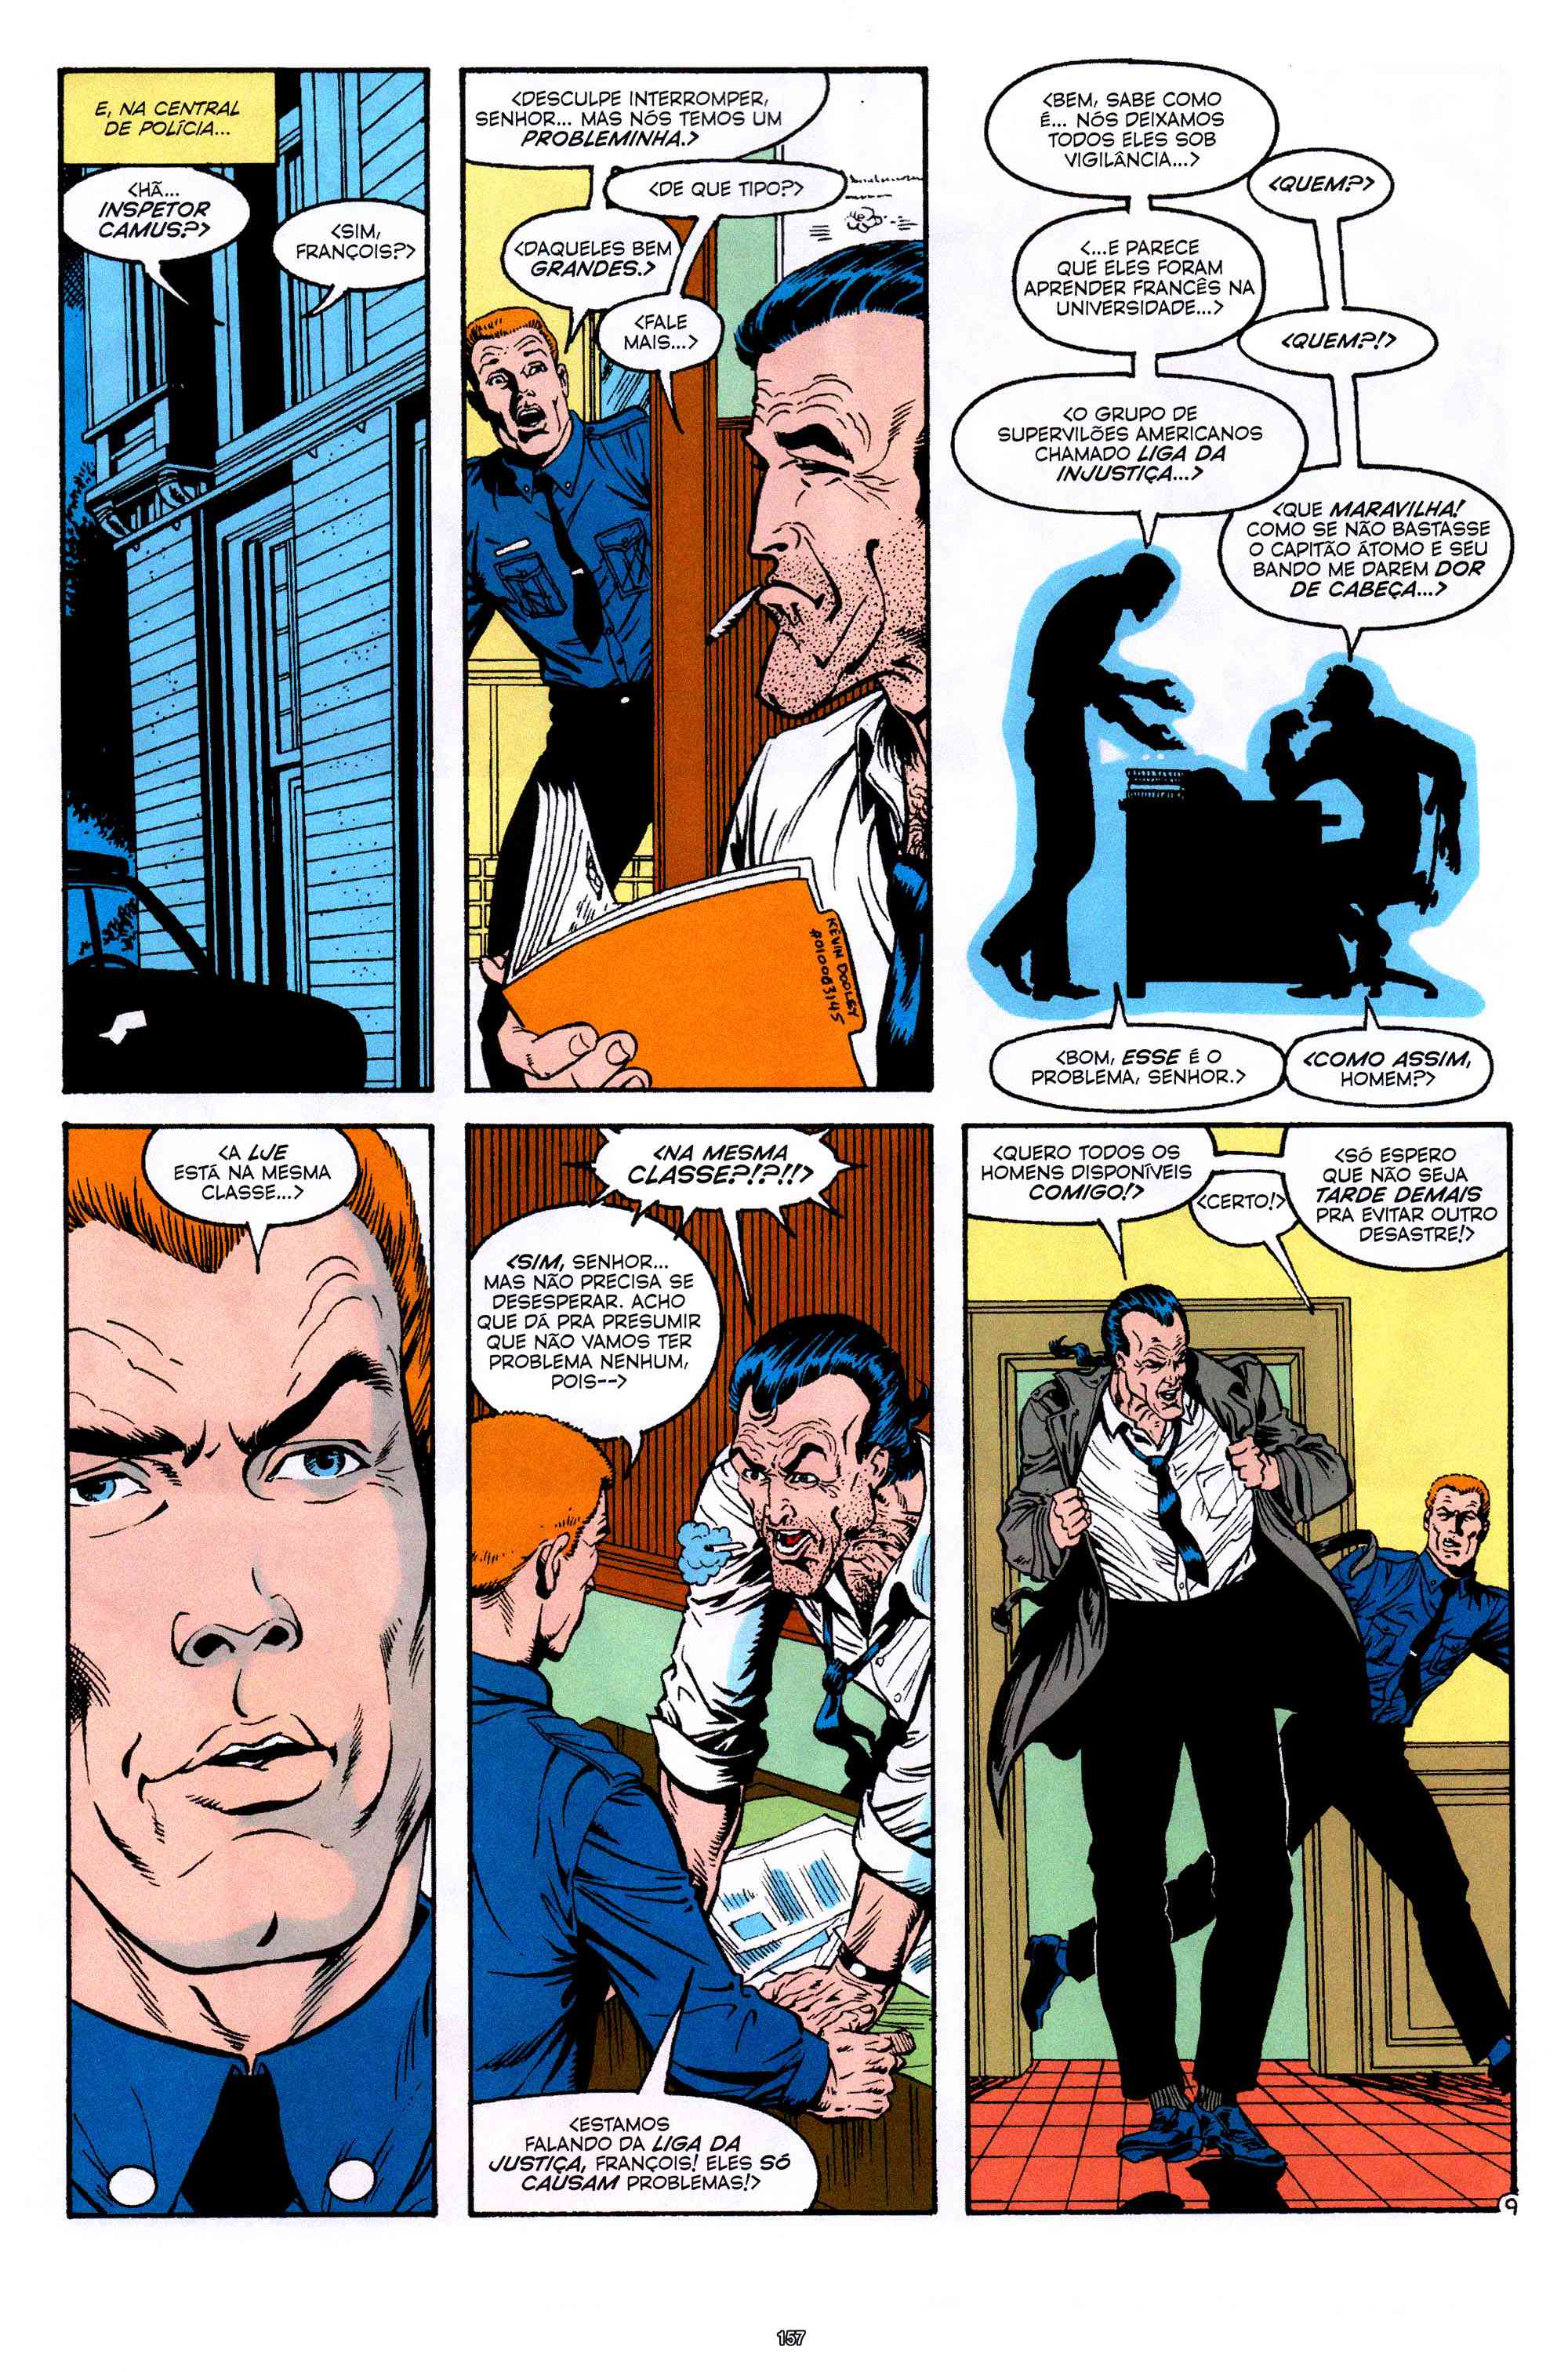 E, NA CENTRAL
DE POLÍCIA...
<HÃ...
INSPETOR
CAMUS?>
<SIM,
FRANÇOIS?>
<DESCULPE INTERROMPER,
SENHOR... MAS NÓS TEMOS UM
PROBLEMINHA.>
<DE QUE TIPO?>
<DAQUELES BEM
GRANDES.>
<FALE
MAIS...>
KEVIN DOOLEY
#010083145
<BEM, SABE COMO
É... NÓS DEIXAMOS
TODOS ELES SOB
VIGILÂNCIA...>
<QUEM?>
<...E PARECE
QUE ELES FORAM
APRENDER FRANCÊS NA
UNIVERSIDADE...>
<QUEM?!>
<O GRUPO DE
SUPERVILÕES AMERICANOS
CHAMADO LIGA DA
INJUSTIÇA...>
<QUE MARAVILHA!
COMO SE NÃO BASTASSE
O CAPITÃO ÁTOMO E SEU
BANDO ME DAREM DOR
DE CABEÇA...>
<BOM, ESSE É O
PROBLEMA, SENHOR.>
<COMO ASSIM,
HOMEM?>
<A LJE
ESTÁ NA MESMA
CLASSE...>
<NA MESMA
CLASSE?!?!!>
<SIM, SENHOR...
MAS NÃO PRECISA SE
DESESPERAR. ACHO
QUE DÁ PRA PRESUMIR
QUE NÃO VAMOS TER
PROBLEMA NENHUM,
POIS-->
<ESTAMOS
FALANDO DA LIGA DA
JUSTIÇA, FRANÇOIS! ELES SÓ
CAUSAM PROBLEMAS!>
<QUERO TODOS OS
HOMENS DISPONÍVEIS
COMIGO!>
<CERTO!>
<SÓ ESPERO
QUE NÃO SEJA
TARDE DEMAIS
PRA EVITAR OUTRO
DESASTRE!>
9
157